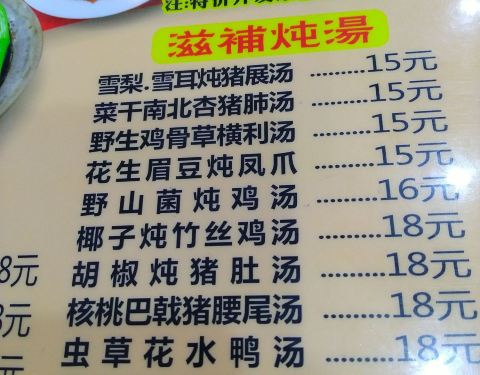 滋補炖湯
雪梨.雪耳炖猪展汤 ..........15元
菜干南北杏猪肺汤 ..........15元
野生鸡骨草横利汤 ..........15元
花生眉豆炖凤爪 ..........15元
野山菌炖鸡汤 ..........16元
椰子炖竹丝鸡汤 ..........18元
胡椒炖猪肚汤 ..........18元
8元
核桃巴戟猪腰尾汤 ..........18元
8元
虫草花水鸭汤 ..........18元
元